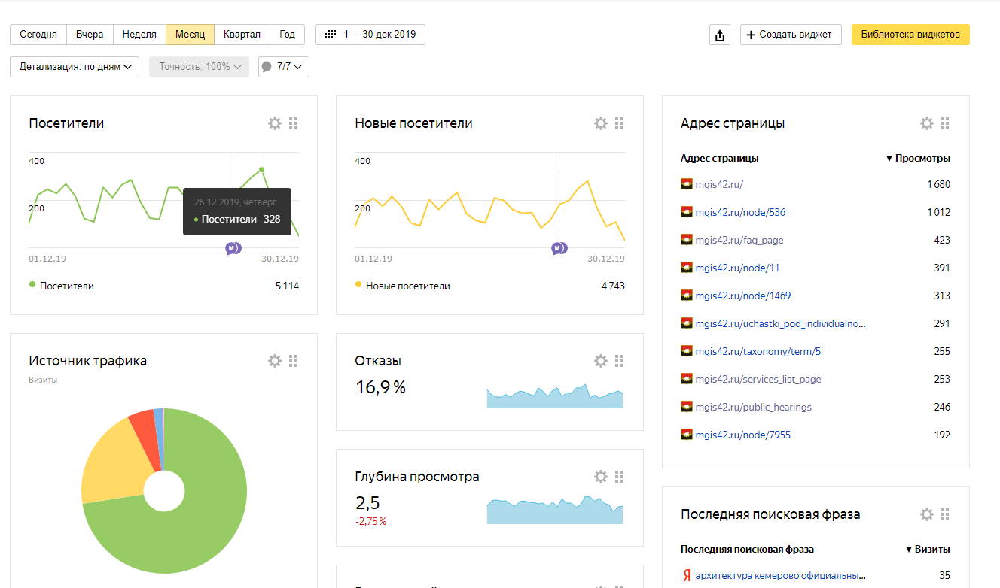 Сегодня Вчера Неделя Месяц Квартал Год 1 — 30 дек 2019 + Создать виджет Библиотека виджетов
Детализация: по дням Точность: 100% 7/7
Посетители
400
200
26.12.2019, четверг
Посетители 328
М
01.12.19 30.12.19
Посетители 5 114
Новые посетители
400
200
М
01.12.19 30.12.19
Новые посетители 4 743
Адрес страницы
Адрес страницы ▼ Просмотры
mgis42.ru/ 1 680
mgis42.ru/node/536 1 012
mgis42.ru/faq_page 423
mgis42.ru/node/11 391
mgis42.ru/node/1469 313
mgis42.ru/uchastki_pod_individualno... 291
mgis42.ru/taxonomy/term/5 255
mgis42.ru/services_list_page 253
mgis42.ru/public_hearings 246
mgis42.ru/node/7955 192
Источник трафика
Визиты
Отказы
16,9 %
Глубина просмотра
2,5
-2,75 %
Последняя поисковая фраза
Последняя поисковая фраза ▼ Визиты
Я архитектура кемерово официальны... 35